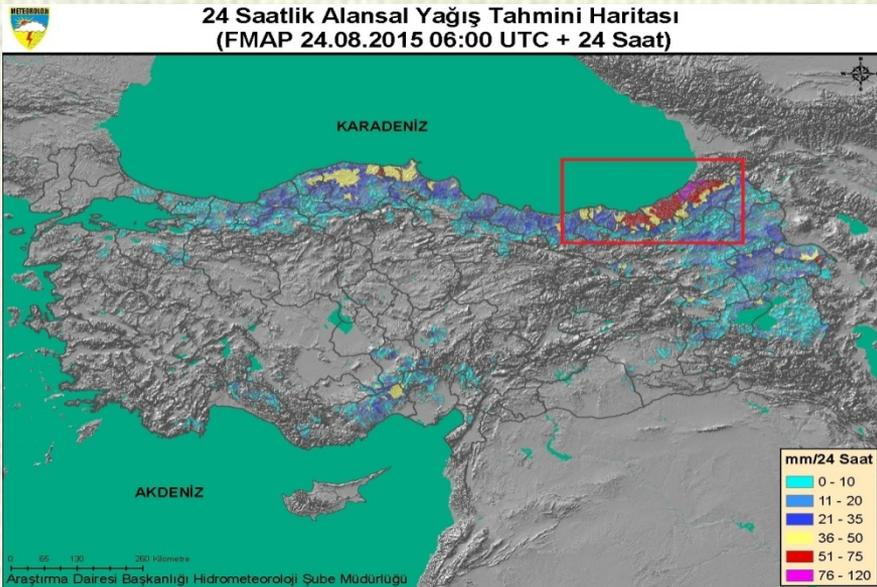 METEOROLOJİ
24 Saatlik Alansal Yağış Tahmini Haritası
(FMAP 24.08.2015 06:00 UTC + 24 Saat)
KARADENİZ
AKDENİZ
mm/24 Saat
0 - 10
11 - 20
21 - 35
36 - 50
51 - 75
76 - 120
0 65 130 260 Kilometre
Araştırma Dairesi Başkanlığı Hidrometeoroloji Şube Müdürlüğü